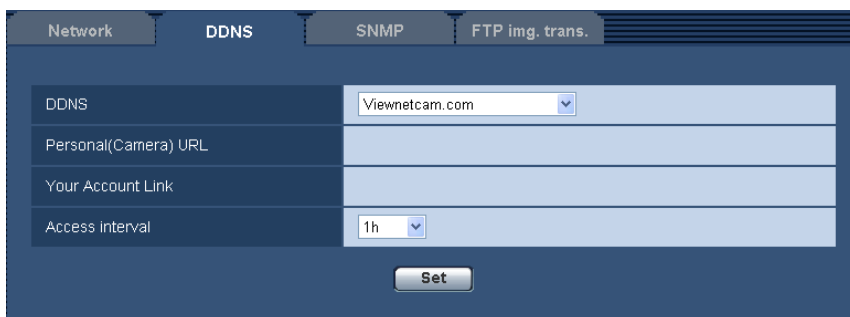 Network DDNS SNMP FTP img. trans.
DDNS Viewnetcam.com
Personal(Camera) URL
Your Account Link
Access interval 1h
Set